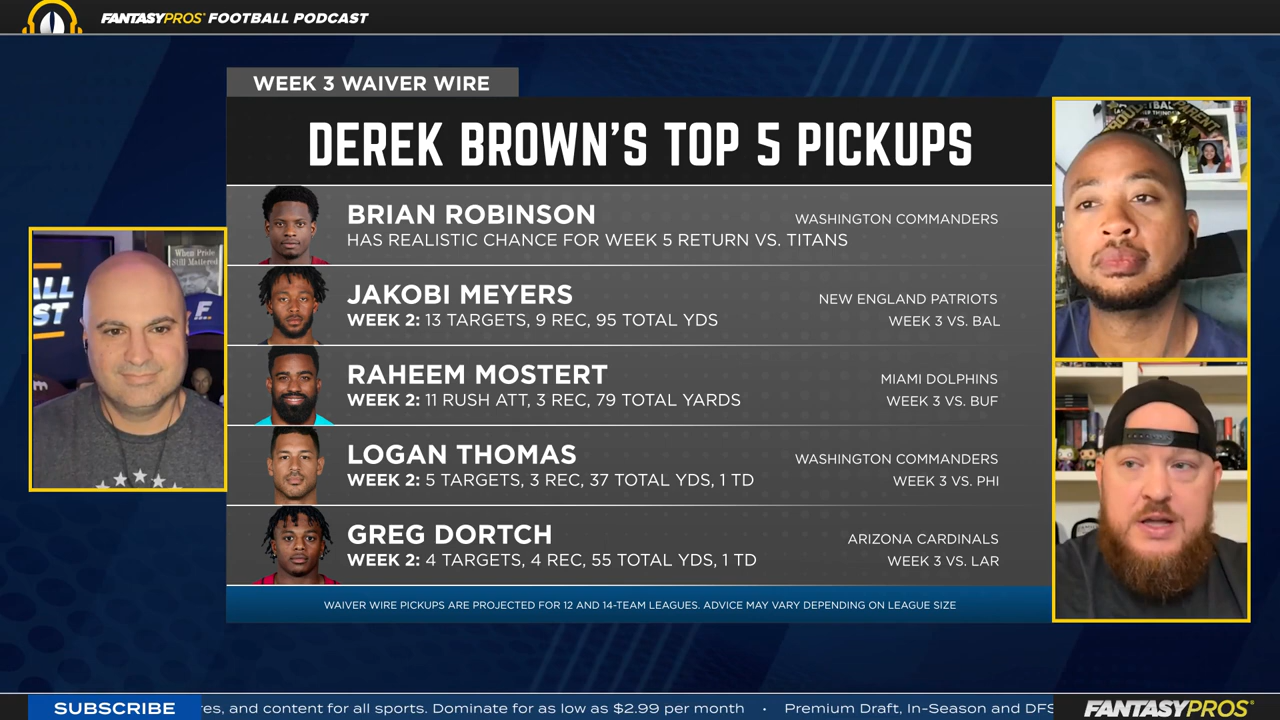 FANTASYPROS® FOOTBALL PODCAST
WEEK 3 WAIVER WIRE
DEREK BROWN'S TOP 5 PICKUPS
BRIAN ROBINSON
WASHINGTON COMMANDERS
HAS REALISTIC CHANCE FOR WEEK 5 RETURN VS. TITANS
JAKOBI MEYERS
NEW ENGLAND PATRIOTS
WEEK 2: 13 TARGETS, 9 REC, 95 TOTAL YDS
WEEK 3 VS. BAL
RAHEEM MOSTERT
MIAMI DOLPHINS
WEEK 2: 11 RUSH ATT, 3 REC, 79 TOTAL YARDS
WEEK 3 VS. BUF
LOGAN THOMAS
WASHINGTON COMMANDERS
WEEK 2: 5 TARGETS, 3 REC, 37 TOTAL YDS, 1 TD
WEEK 3 VS. PHI
GREG DORTCH
ARIZONA CARDINALS
WEEK 2: 4 TARGETS, 4 REC, 55 TOTAL YDS, 1 TD
WEEK 3 VS. LAR
WAIVER WIRE PICKUPS ARE PROJECTED FOR 12 AND 14-TEAM LEAGUES. ADVICE MAY VARY DEPENDING ON LEAGUE SIZE
When Pride
Still Mattered
ALL
ST
F
SUBSCRIBE
res, and content for all sports. Dominate for as low as $2.99 per month • Premium Draft, In-Season and DFS
FANTASYPROS®